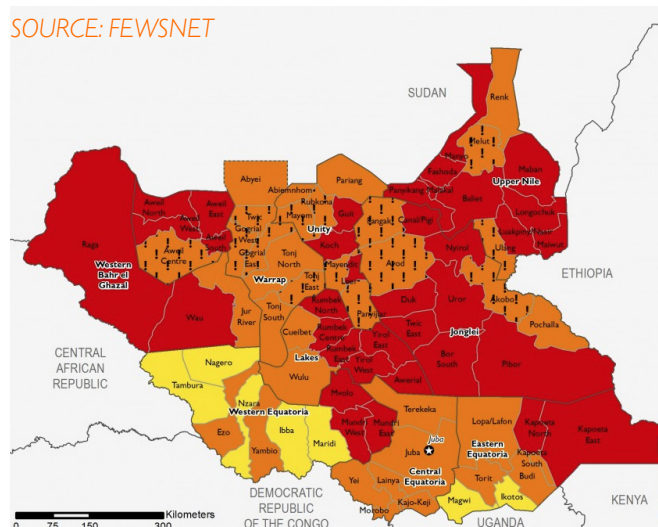 SOURCE: FEWSNET
SUDAN
Renk
Melut
Manyo
Fashoda
Maban
Upper Nile
Abyei
Abiemnhom
Pariang
Panyikang
Malakal
Baliet
Longochuk
Rubkona
Mayom
Guit
Fangak
Canal/Pigi
Luakpiny/Nasir
Maiwut
Unity
Aweil
North
Aweil
East
Aweil
West
Aweil
South
Aweil
Centre
Twic
Gogrial
West
Gogrial
East
Tonj
North
Koch
Mayendit
Leer
Ayod
Nyirol
Ulang
Raga
Western
Bahr el
Ghazal
Warrap
Tonj
East
Panyijiar
Akobo
ETHIOPIA
Wau
Jur
River
Tonj
South
Rumbek
North
Duk
Uror
Pochalla
Cueibet
Rumbek
Centre
Yirol
East
Twic
East
Jonglei
Lakes
Rumbek
East
Yirol
West
Bor
South
Pibor
CENTRAL
AFRICAN
REPUBLIC
Nagero
Wulu
Awerial
Tambura
Mvolo
Nzara
Western Equatoria
Terekeka
Ezo
Yambio
Ibba
Maridi
Mundri
West
Mundri
East
Lopa/Lafon
Kapoeta
North
Kapoeta
East
Juba
Juba
Eastern
Equatoria
Kapoeta
South
Yei
Lainya
Central
Equatoria
Torit
Budi
Morobo
Kajo-Keji
Magwi
Ikotos
KENYA
DEMOCRATIC
REPUBLIC
OF THE CONGO
UGANDA
Kilometers
0 75 150 300